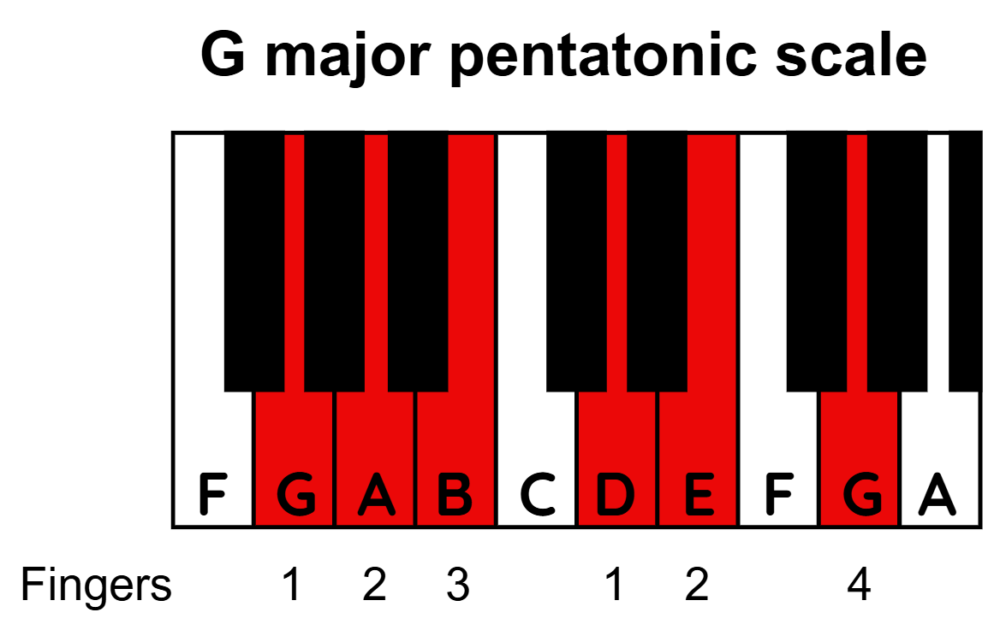 G major pentatonic scale
F G A B C D E F G A
Fingers 1 2 3 1 2 4